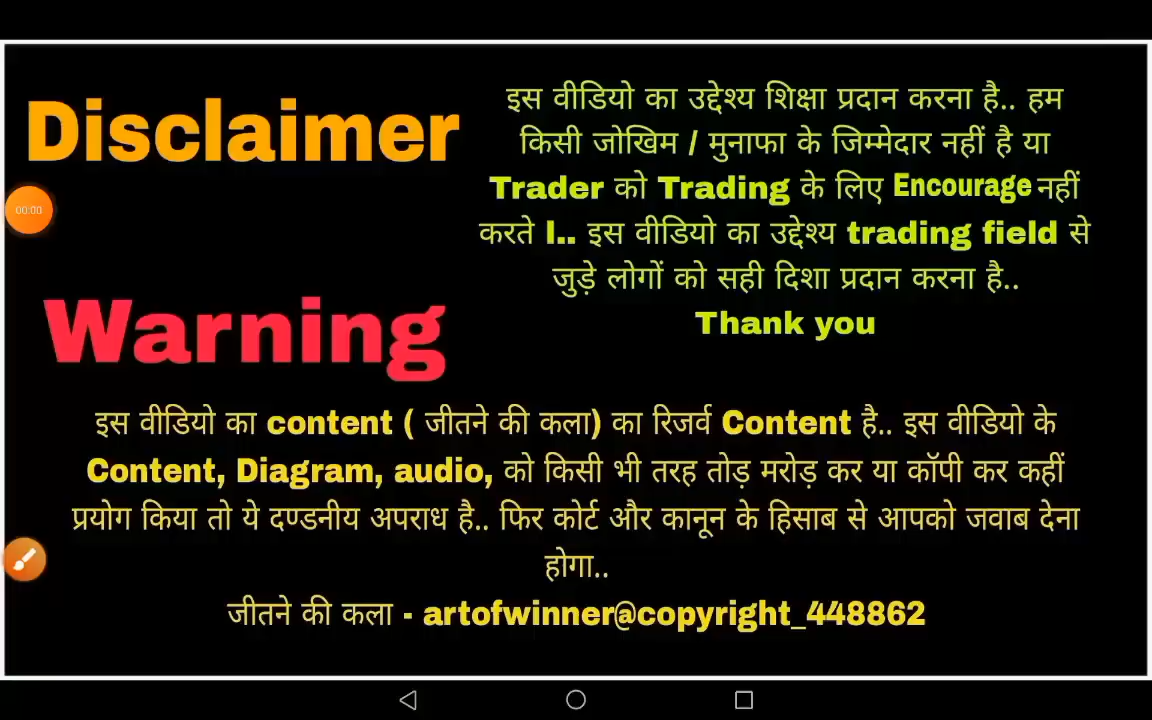 Disclaimer
इस वीडियो का उद्देश्य शिक्षा प्रदान करना है.. हम
किसी जोखिम / मुनाफा के जिम्मेदार नहीं है या
Trader को Trading के लिए Encourage नहीं
करते I.. इस वीडियो का उद्देश्य trading field से
जुड़े लोगों को सही दिशा प्रदान करना है..
Thank you
00:00
Warning
इस वीडियो का content ( जीतने की कला) का रिजर्व Content है.. इस वीडियो के
Content, Diagram, audio, को किसी भी तरह तोड़ मरोड़ कर या कॉपी कर कहीं
प्रयोग किया तो ये दण्डनीय अपराध है.. फिर कोर्ट और कानून के हिसाब से आपको जवाब देना
होगा..
जीतने की कला - artofwinner@copyright_448862